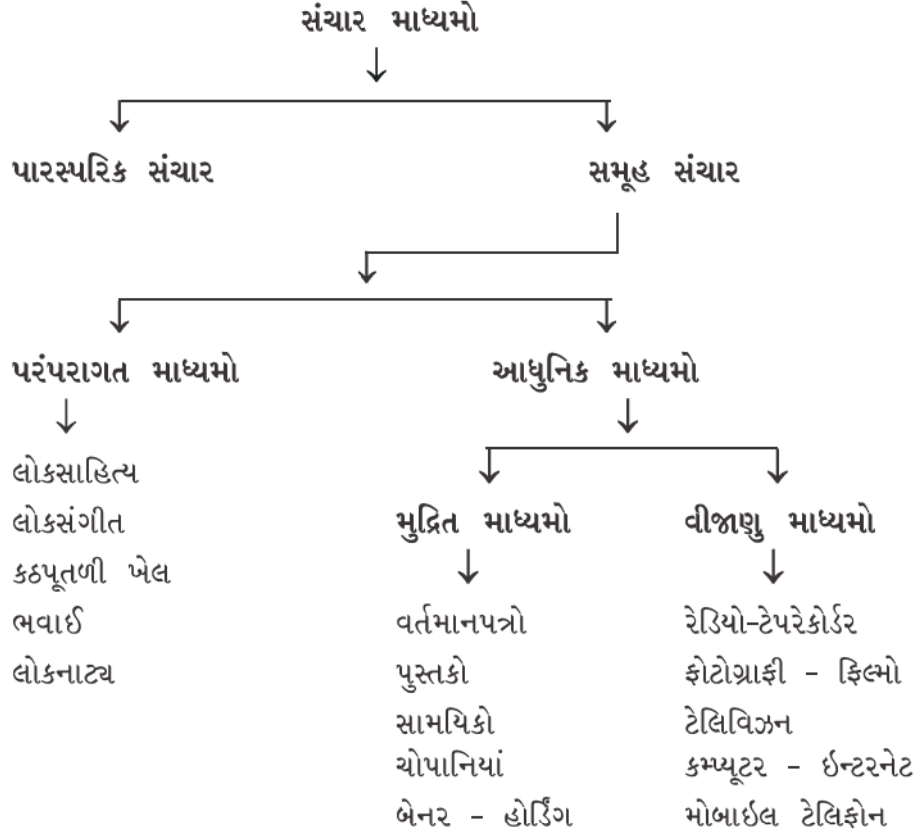 સંચાર માધ્યમો
પારસ્પરિક સંચાર સમૂહ સંચાર
પરંપરાગત માધ્યમો આધુનિક માધ્યમો
લોકસાહિત્ય
લોકસંગીત મુદ્રિત માધ્યમો વીજાણુ માધ્યમો
કઠપૂતળી ખેલ
ભવાઈ વર્તમાનપત્રો રેડિયો-ટેપરેકોર્ડર
લોકનાટ્ય પુસ્તકો ફોટોગ્રાફી - ફિલ્મો
સામયિકો ટેલિવિઝન
ચોપાનિયાં કમ્પ્યૂટર - ઇન્ટરનેટ
બેનર - હોર્ડિંગ મોબાઇલ ટેલિફોન